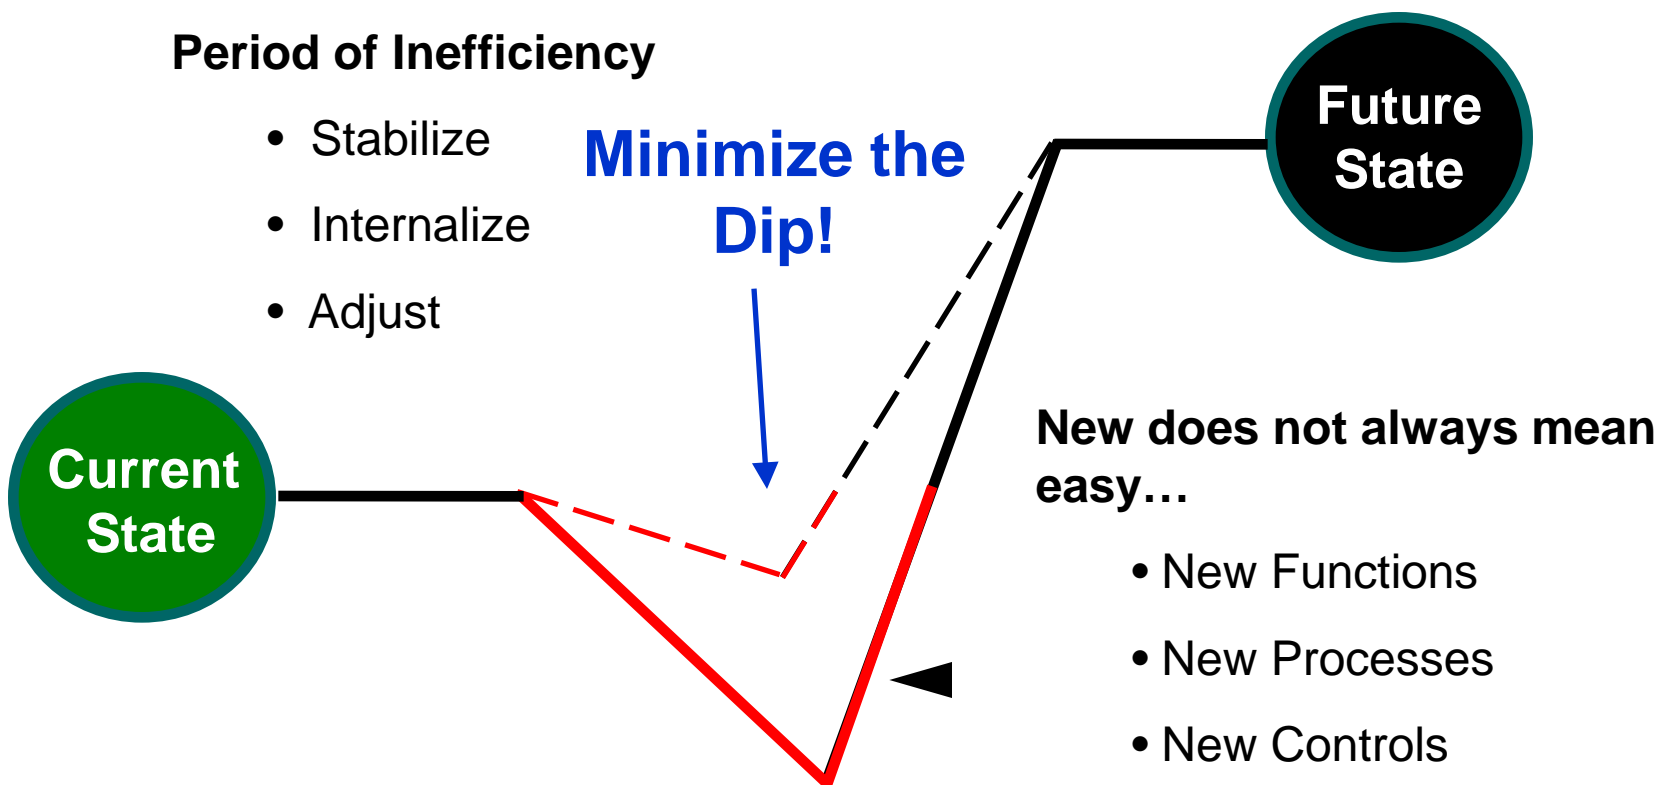 Period of Inefficiency
• Stabilize
• Internalize
• Adjust
Minimize the
Dip!
Future
State
Current
State
New does not always mean
easy…
• New Functions
• New Processes
• New Controls